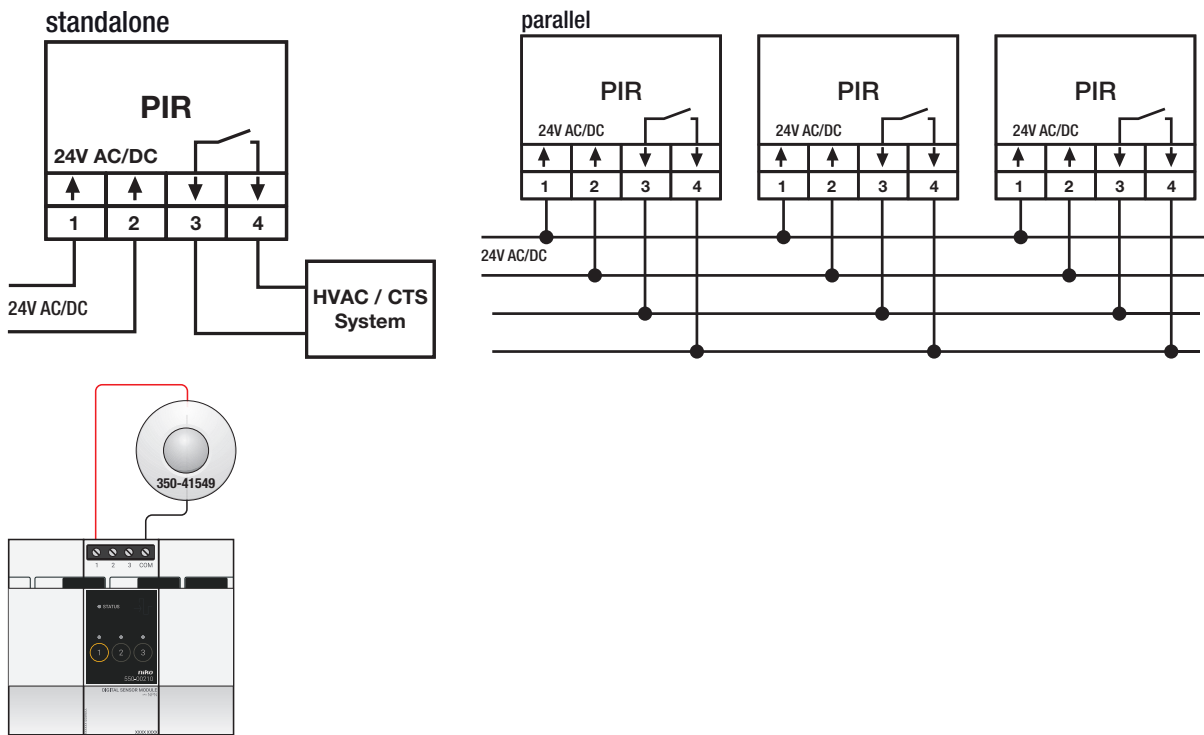 standalone
PIR
24V AC/DC
1 2 3 4
24V AC/DC
HVAC / CTS
System
parallel
PIR
24V AC/DC
1 2 3 4
PIR
24V AC/DC
1 2 3 4
PIR
24V AC/DC
1 2 3 4
24V AC/DC
350-41549
1 2 3 COM
STATUS
1 2 3
niko
550-00210
DIGITAL SENSOR MODULE
XXXX XXXX